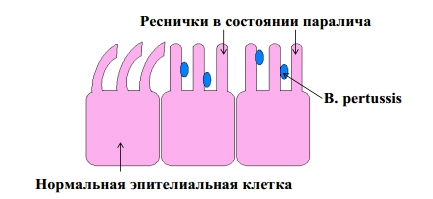 Реснички в состоянии паралича
B. pertussis
Нормальная эпителиальная клетка